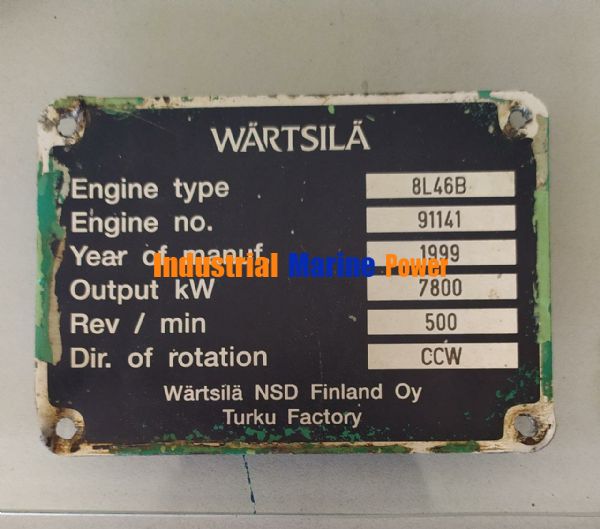 WÄRTSILÄ
Engine type 8L46B
Engine no. 91141
Year of manuf 1999
Industrial Marine Power
Output kW 7800
Rev / min 500
Dir. of rotation CCW
Wärtsilä NSD Finland Oy
Turku Factory